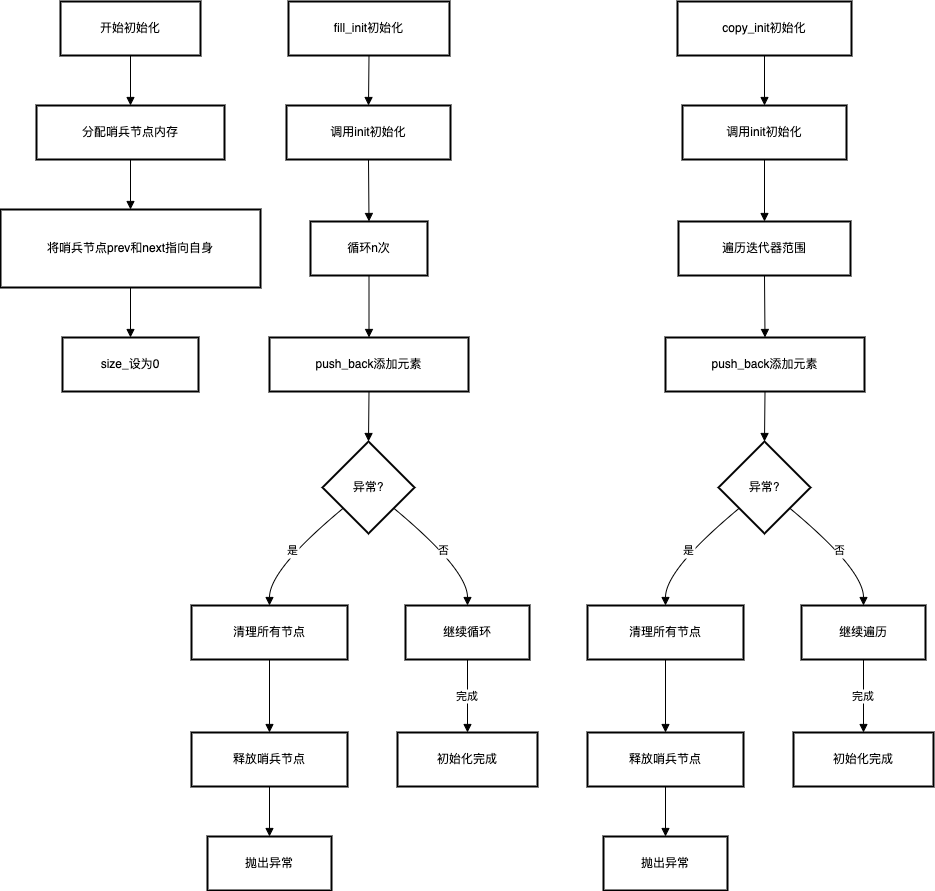 开始初始化
分配哨兵节点内存
将哨兵节点prev和next指向自身
size_设为0
fill_init初始化
调用init初始化
循环n次
push_back添加元素
异常?
是
否
清理所有节点
继续循环
完成
释放哨兵节点
初始化完成
抛出异常
copy_init初始化
调用init初始化
遍历迭代器范围
push_back添加元素
异常?
是
否
清理所有节点
继续遍历
完成
释放哨兵节点
初始化完成
抛出异常